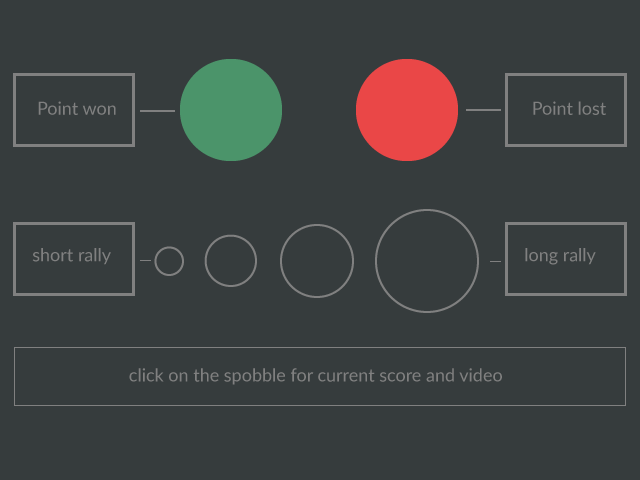 Point won
Point lost
short rally
long rally
click on the spobble for current score and video